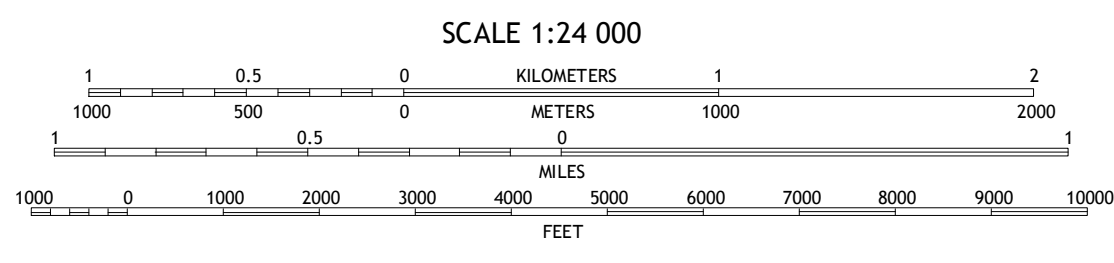 SCALE 1:24 000
1 0.5 0 KILOMETERS 1 2
1000 500 0 METERS 1000 2000
1 0.5 0 1
MILES
1000 0 1000 2000 3000 4000 5000 6000 7000 8000 9000 10000
FEET